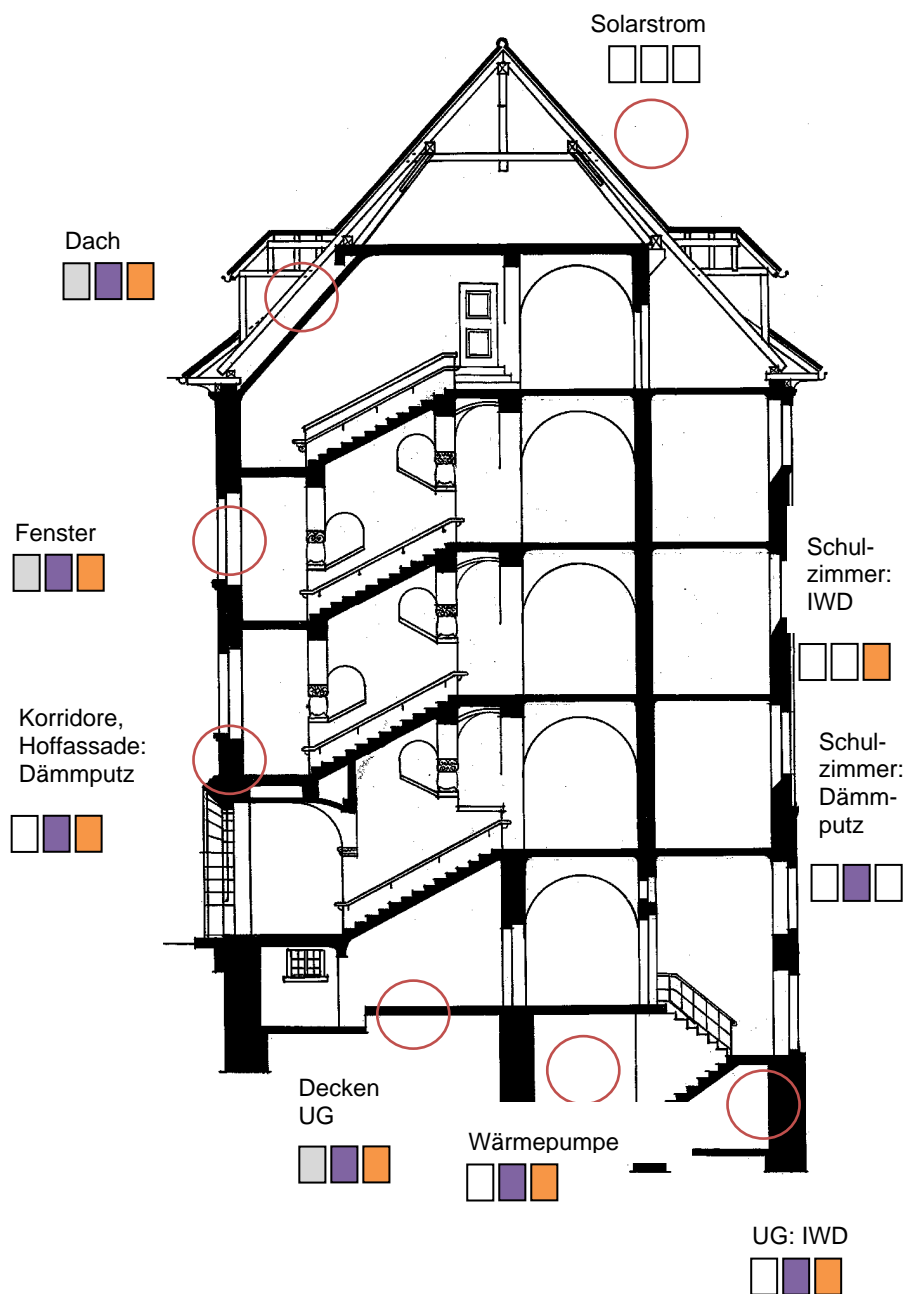 Solarstrom
Dach
Fenster
Schul-
zimmer:
IWD
Korridore,
Hoffassade:
Dämmputz
Schul-
zimmer:
Dämm-
putz
Decken
UG
Wärmepumpe
UG: IWD